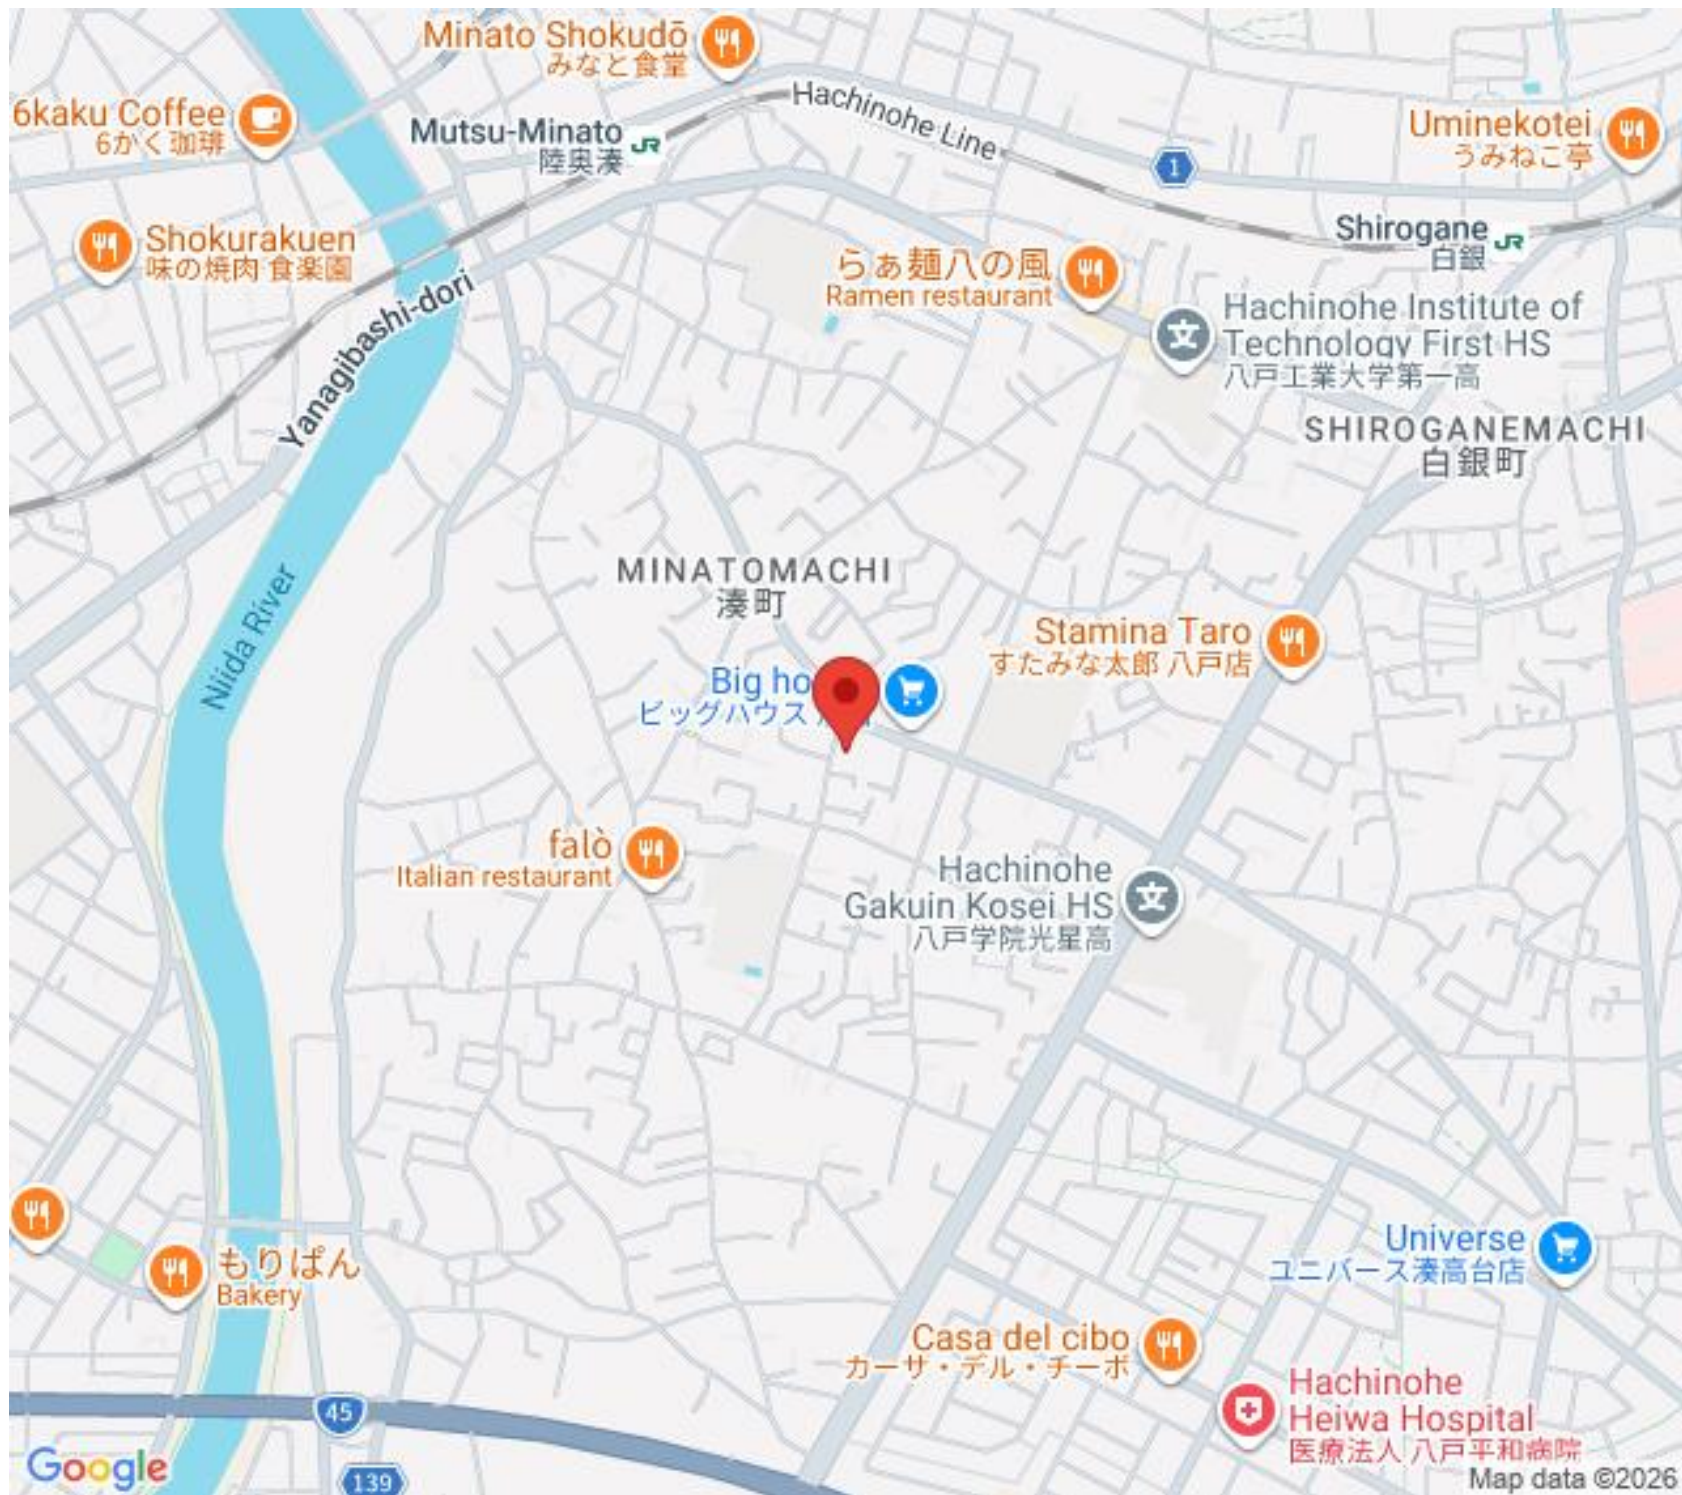 Minato Shokudō
みなと食堂
6kaku Coffee
6かく珈琲
Mutsu-Minato
陸奥湊
JR
Hachinohe Line
1
Uminekotei
うみねこ亭
Shokurakuen
味の焼肉 食楽園
Shirogane
白銀
JR
らぁ麺八の風
Ramen restaurant
Yanagibashi-dori
Hachinohe Institute of
Technology First HS
八戸工業大学第一高
SHIROGANEMACHI
白銀町
MINATOMACHI
湊町
Niida River
Stamina Taro
すたみな太郎 八戸店
Big ho
ビッグハウス
falò
Italian restaurant
Hachinohe
Gakuin Kosei HS
八戸学院光星高
もりぱん
Bakery
Universe
ユニバース湊高台店
Casa del cibo
カーサ・デル・チーボ
Hachinohe
Heiwa Hospital
医療法人 八戸平和病院
45
139
Google
Map data ©2026